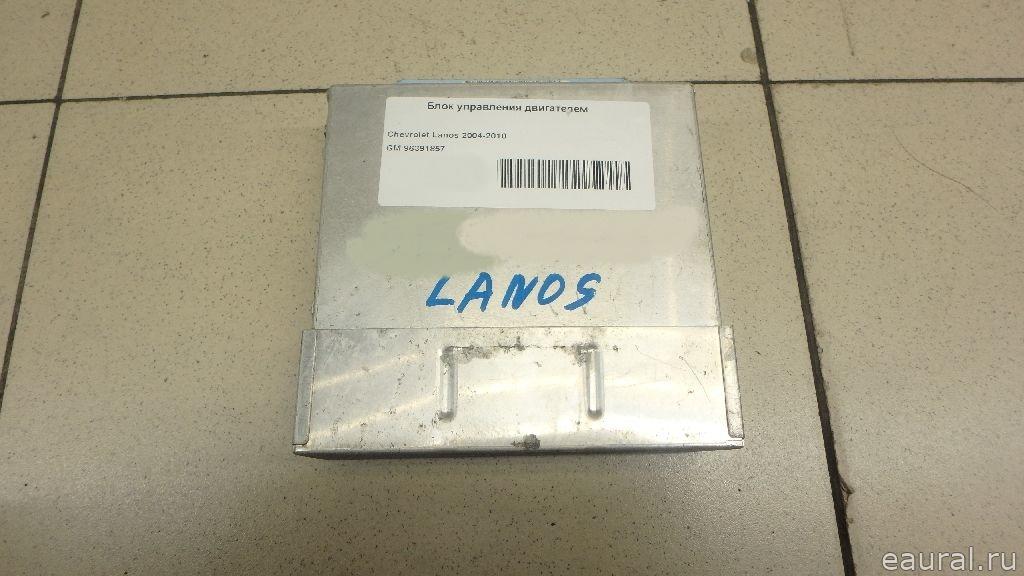 Блок управления двигателем
Chevrolet Lanos 2004-2010
GM 96391857
LANOS
eaural.ru